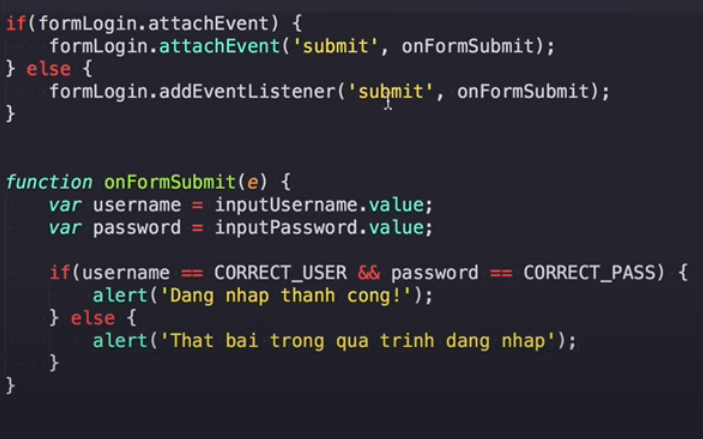 if(formLogin.attachEvent) {
formLogin.attachEvent('submit', onFormSubmit);
} else {
formLogin.addEventListener('submit', onFormSubmit);
}
function onFormSubmit(e) {
var username = inputUsername.value;
var password = inputPassword.value;
if(username == CORRECT_USER && password == CORRECT_PASS) {
alert('Dang nhap thanh cong!');
} else {
alert('That bai trong qua trinh dang nhap');
}
}